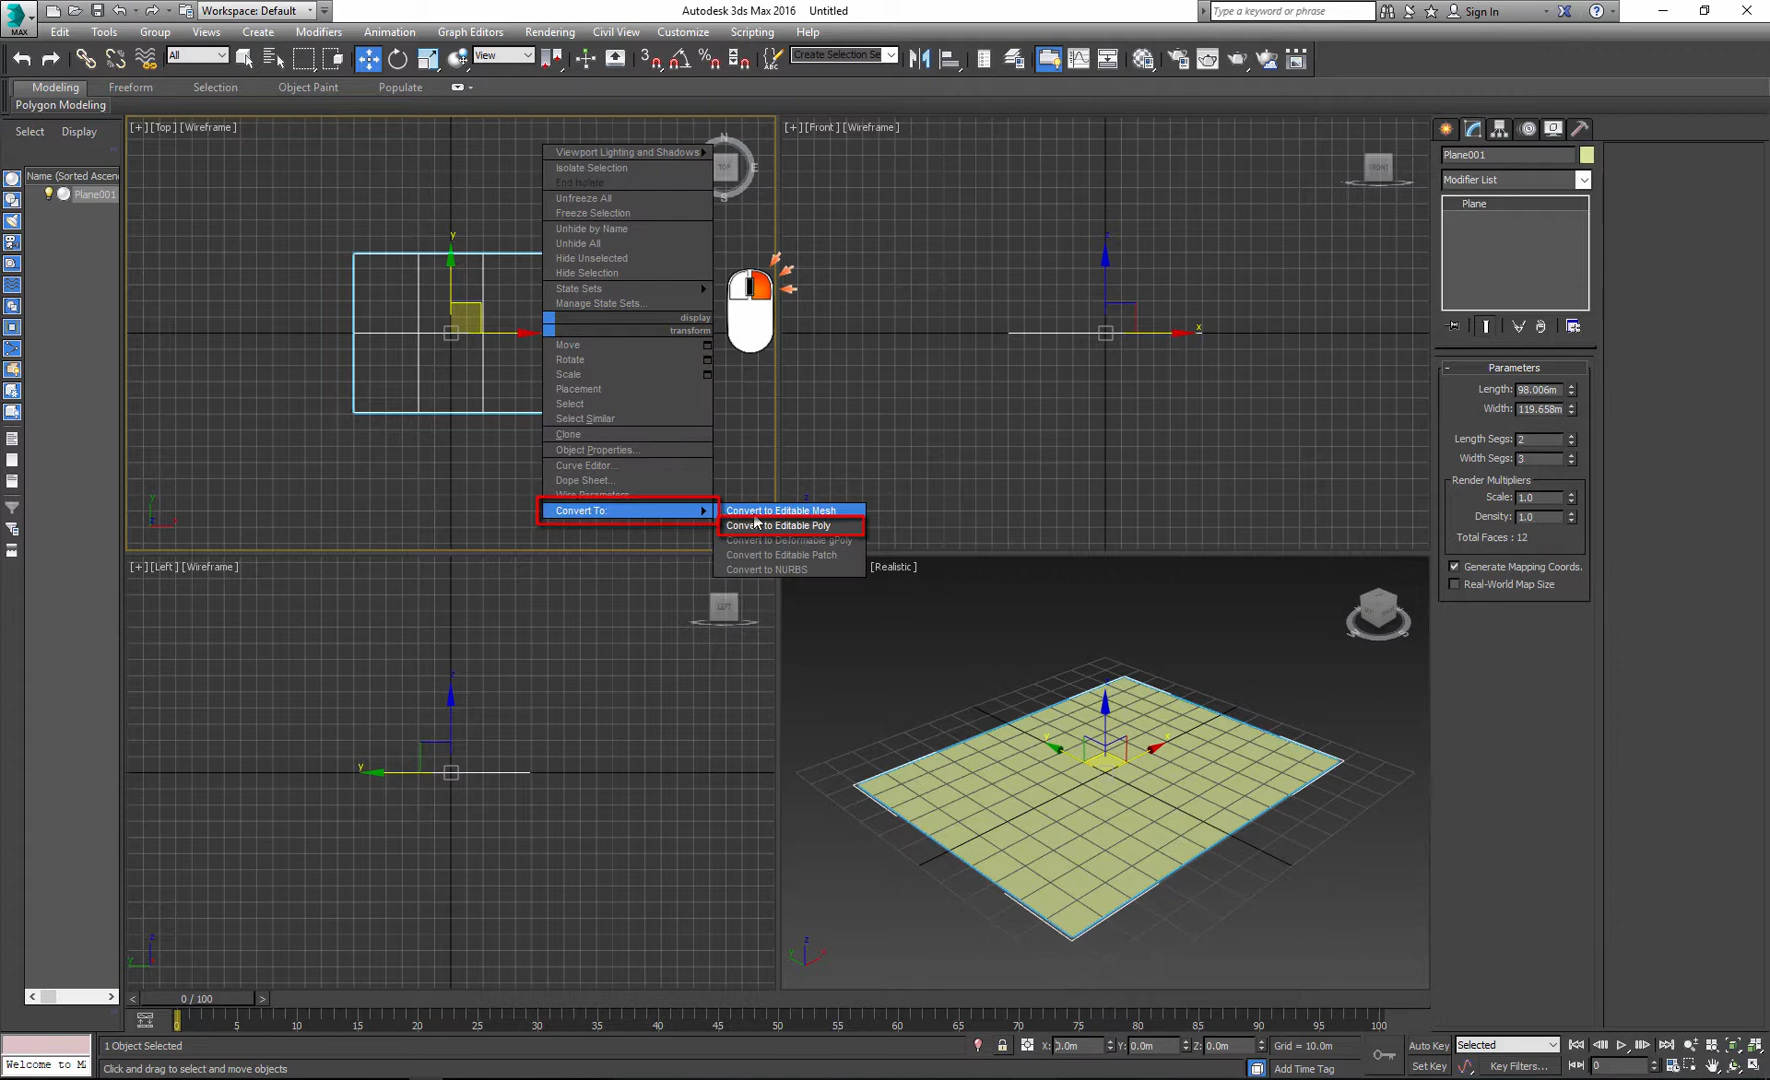 MAX
Workspace: Default
Autodesk 3ds Max 2016 Untitled
Type a keyword or phrase
Sign In
Edit Tools Group Views Create Modifiers Animation Graph Editors Rendering Civil View Customize Scripting Help
All
View
3
Create Selection Se
Modeling Freeform Selection Object Paint Populate
Polygon Modeling
Select Display
Name (Sorted Ascen
Plane001
[+] [Top] [Wireframe]
N
TOP
E
S
y
Viewport Lighting and Shadows
Isolate Selection
End Isolate
Unfreeze All
Freeze Selection
Unhide by Name
Unhide All
Hide Unselected
Hide Selection
State Sets
Manage State Sets...
display
transform
Move
Rotate
Scale
Placement
Select
Select Similar
Clone
Object Properties...
Curve Editor...
Dope Sheet...
Wire Parameters...
Convert To:
Convert to Editable Mesh
Convert to Editable Poly
Convert to Deformable gPoly
Convert to Editable Patch
Convert to NURBS
[+] [Front] [Wireframe]
FRONT
z
x
[+] [Left] [Wireframe]
LEFT
z
y
[Realistic]
y
x
Plane001
Modifier List
Plane
Parameters
Length: 98.006m
Width: 119.658m
Length Segs: 2
Width Segs: 3
Render Multipliers
Scale: 1.0
Density: 1.0
Total Faces : 12
Generate Mapping Coords.
Real-World Map Size
< 0 / 100 >
0 5 10 15 20 25 30 35 40 45 50 55 60 65 70 75 80 85 90 95 100
Welcome to M
1 Object Selected
Click and drag to select and move objects
X: 0.0m Y: 0.0m Z: 0.0m
Grid = 10.0m
Add Time Tag
Auto Key
Selected
Set Key
Key Filters...
0